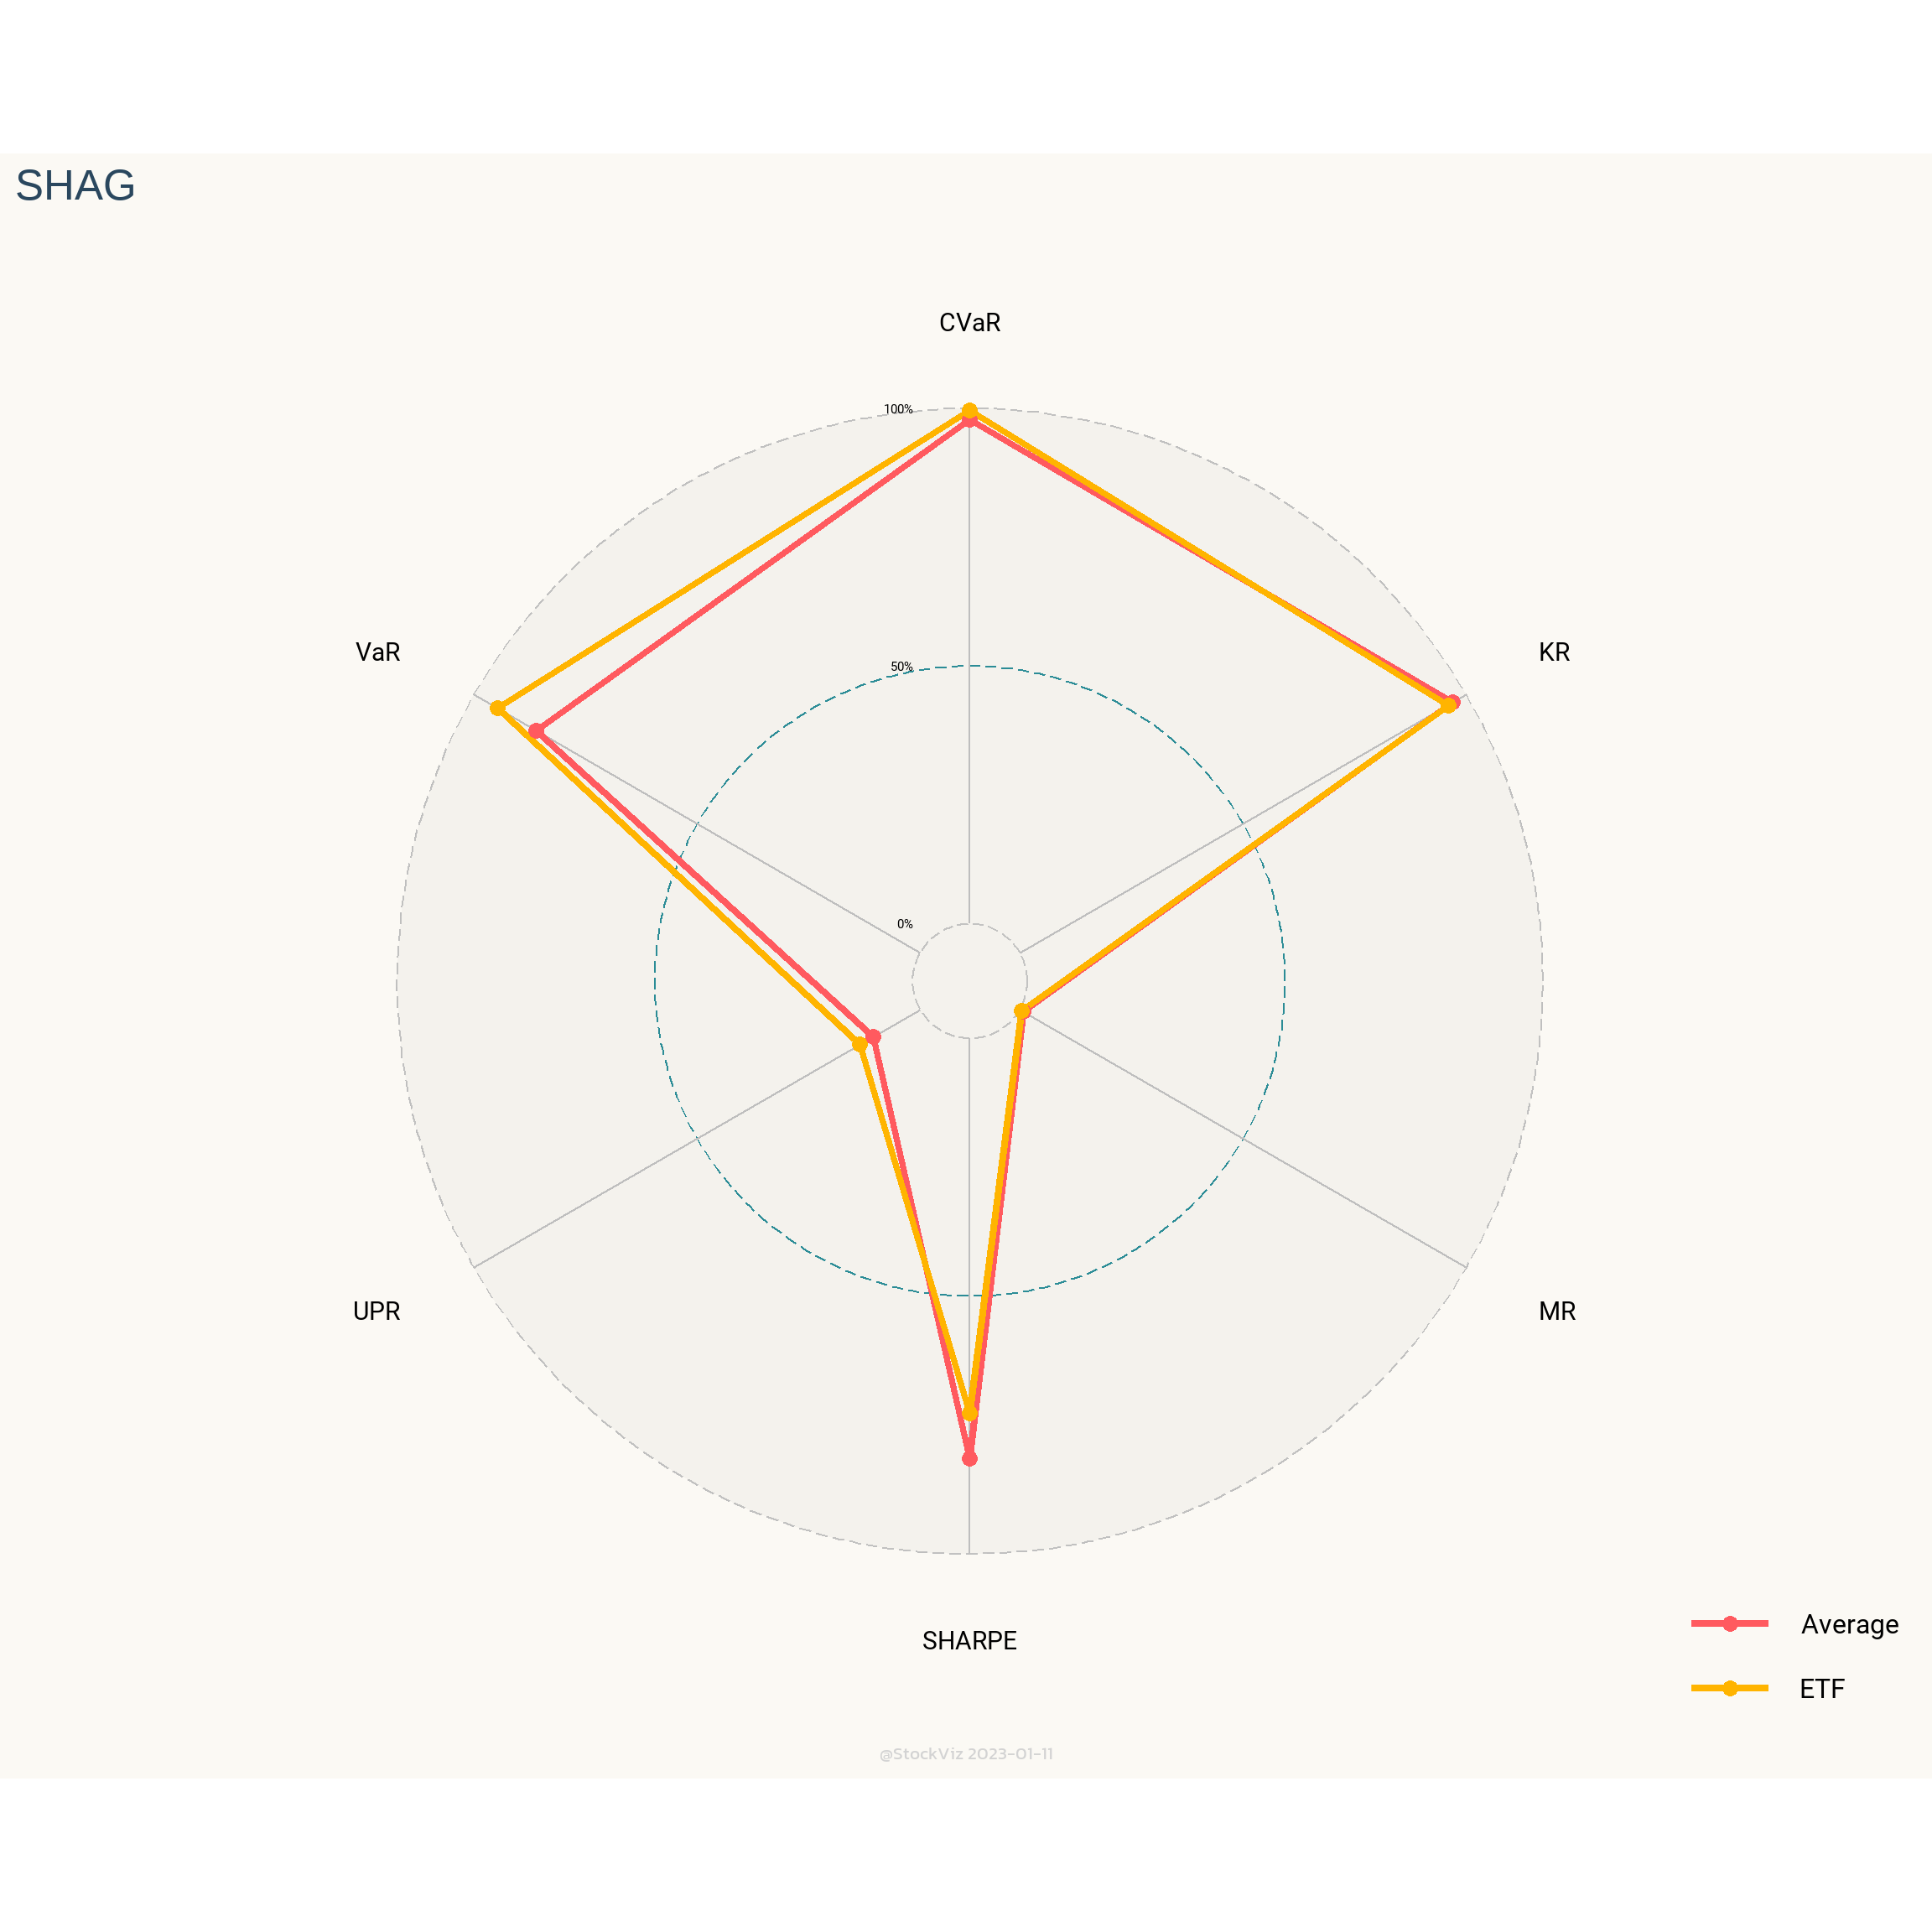 SHAG
CVaR
100%
VaR
KR
50%
0%
UPR
MR
SHARPE
Average
ETF
@StockViz 2023-01-11